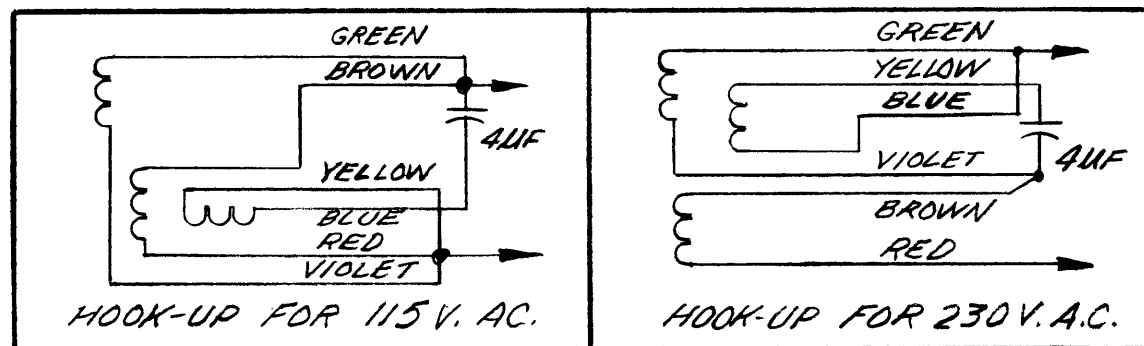 GREEN
BROWN
4UF
YELLOW
BLUE
RED
VIOLET
HOOK-UP FOR 115 V. AC.
GREEN
YELLOW
BLUE
4UF
VIOLET
BROWN
RED
HOOK-UP FOR 230 V. A.C.